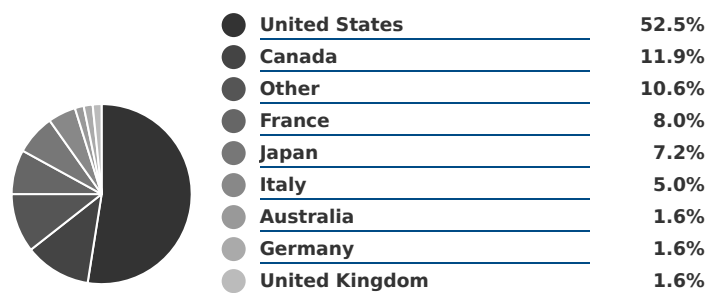 United States 52.5%
Canada 11.9%
Other 10.6%
France 8.0%
Japan 7.2%
Italy 5.0%
Australia 1.6%
Germany 1.6%
United Kingdom 1.6%